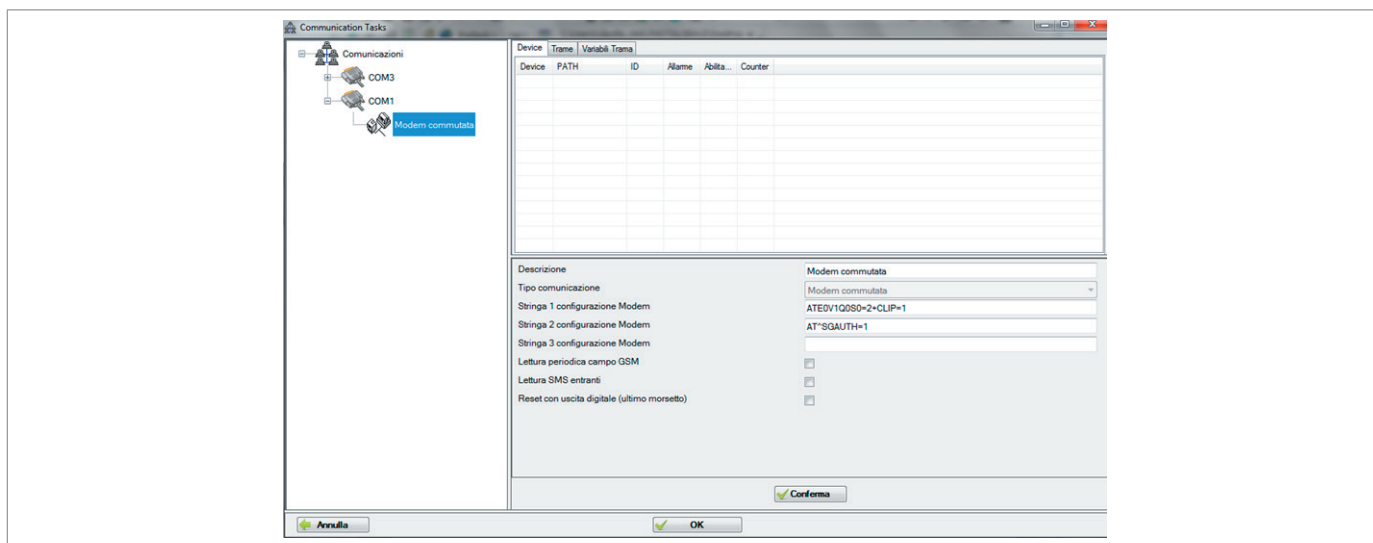 Communication Tasks
Comunicazioni
COM3
COM1
Modem commutata
Device Trame Variabili Trama
Device PATH ID Allarme Abilita... Counter
Descrizione Modem commutata
Tipo comunicazione Modem commutata
Stringa 1 configurazione Modem ATE0V1Q0S0=2+CLIP=1
Stringa 2 configurazione Modem AT^SGAUTH=1
Stringa 3 configurazione Modem
Lettura periodica campo GSM
Lettura SMS entranti
Reset con uscita digitale (ultimo morsetto)
Conferma
Annulla OK